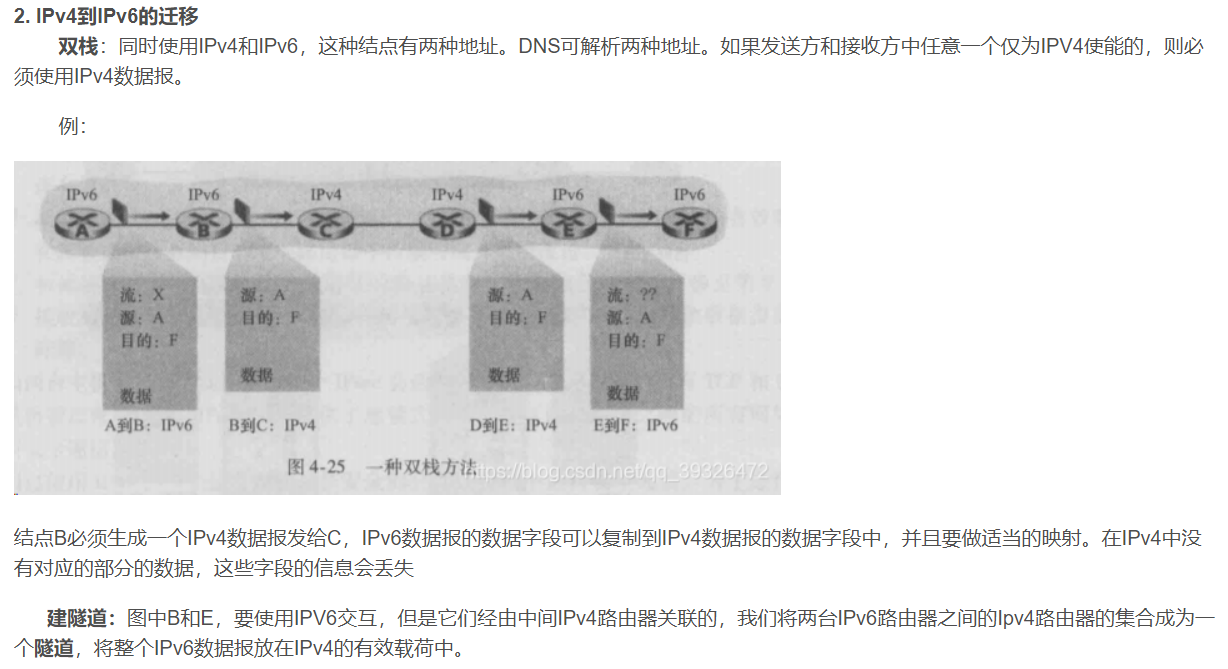 2. IPv4到IPv6的迁移
双栈：同时使用IPv4和IPv6，这种结点有两种地址。DNS可解析两种地址。如果发送方和接收方中任意一个仅为IPV4使能的，则必
须使用IPv4数据报。
例：
IPv6 IPv6 IPv4 IPv4 IPv6 IPv6
A B C D E F
流：X 源：A 源：A 流：??
源：A 目的：F 目的：F 源：A
目的：F 目的：F
数据 数据 数据 数据
A到B：IPv6 B到C：IPv4 D到E：IPv4 E到F：IPv6
图 4-25 一种双栈方法
https://blog.csdn.net/qq_39326472
结点B必须生成一个IPv4数据报发给C，IPv6数据报的数据字段可以复制到IPv4数据报的数据字段中，并且要做适当的映射。在IPv4中没
有对应的部分的数据，这些字段的信息会丢失
建隧道：图中B和E，要使用IPV6交互，但是它们经由中间IPv4路由器关联的，我们将两台IPv6路由器之间的Ipv4路由器的集合成为一
个隧道，将整个IPv6数据报放在IPv4的有效载荷中。